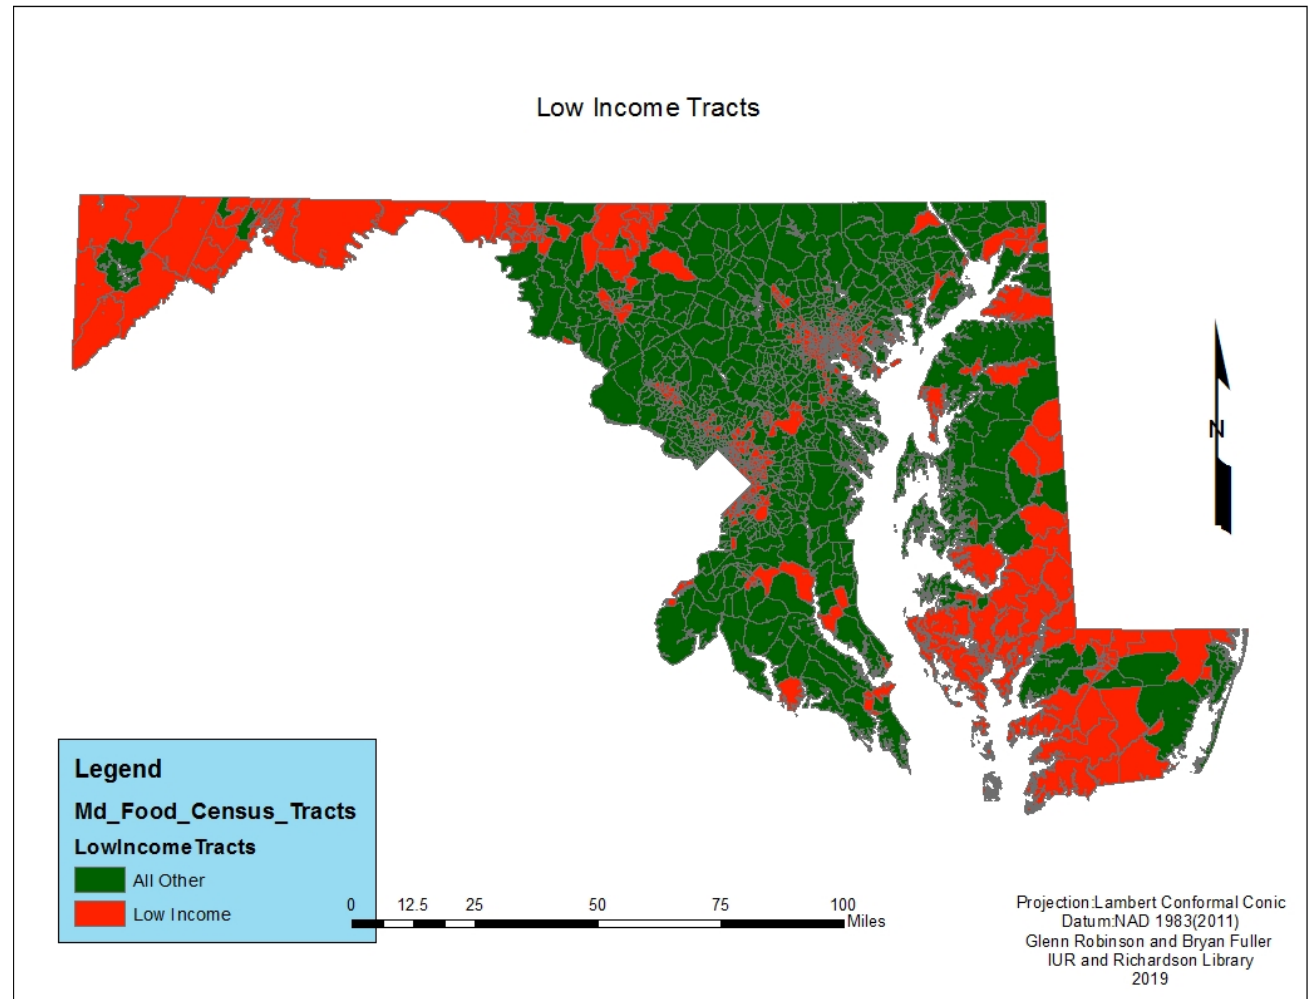 Low Income Tracts
N
Legend
Md_Food_Census_Tracts
LowIncomeTracts
All Other
Low Income
0 12.5 25 50 75 100
Miles
Projection:Lambert Conformal Conic
Datum:NAD 1983(2011)
Glenn Robinson and Bryan Fuller
IUR and Richardson Library
2019